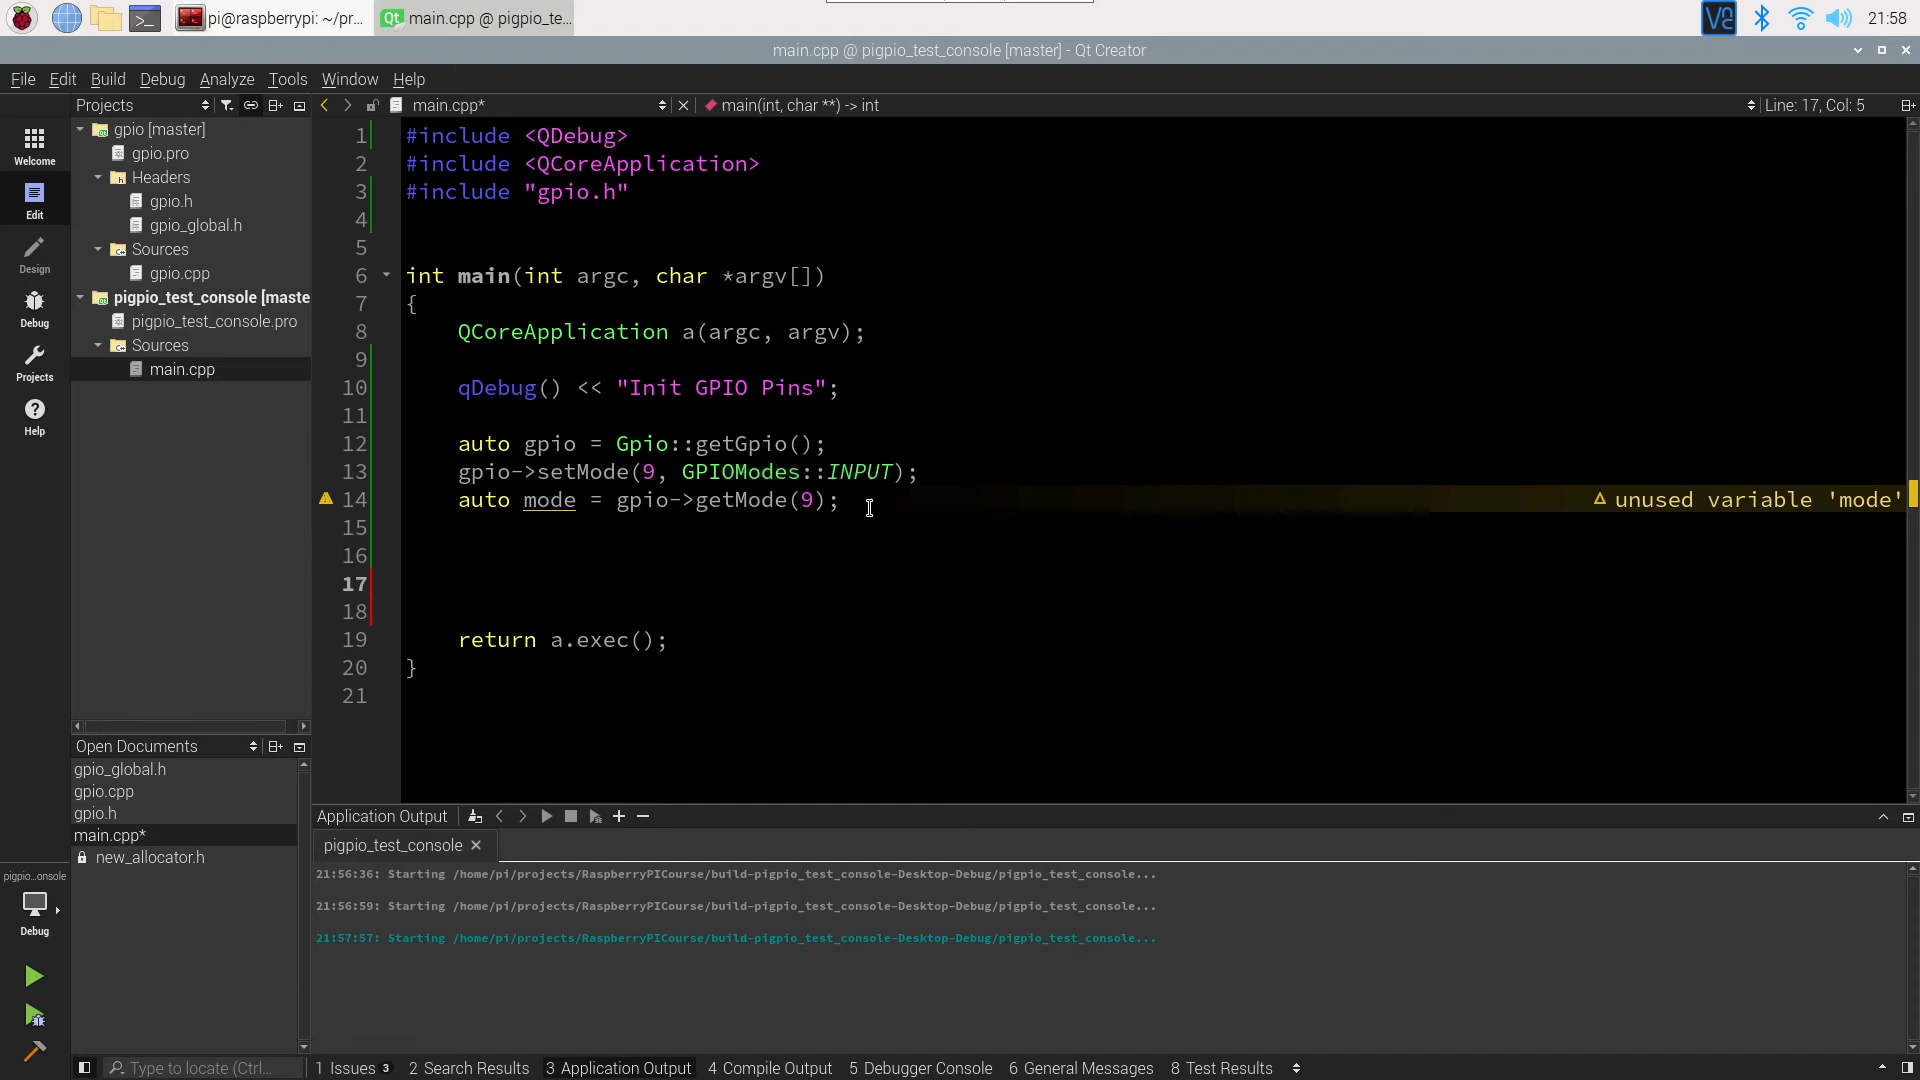 pi@raspberrypi: ~/pr...
Qt main.cpp @ pigpio_te...
21:58
main.cpp @ pigpio_test_console [master] - Qt Creator
File Edit Build Debug Analyze Tools Window Help
Projects
main.cpp*
main(int, char **) -> int
Line: 17, Col: 5
gpio [master]
gpio.pro
Headers
gpio.h
gpio_global.h
Sources
gpio.cpp
pigpio_test_console [maste
pigpio_test_console.pro
Sources
main.cpp
Welcome
Edit
Design
Debug
Projects
Help
1 #include <QDebug>
2 #include <QCoreApplication>
3 #include "gpio.h"
4
5
6 int main(int argc, char *argv[])
7 {
8 QCoreApplication a(argc, argv);
9
10 qDebug() << "Init GPIO Pins";
11
12 auto gpio = Gpio::getGpio();
13 gpio->setMode(9, GPIOModes::INPUT);
14 auto mode = gpio->getMode(9); unused variable 'mode'
15
16
17
18
19 return a.exec();
20 }
21
Open Documents
gpio_global.h
gpio.cpp
gpio.h
main.cpp*
new_allocator.h
pigpio...onsole
Debug
Application Output
pigpio_test_console
21:56:36: Starting /home/pi/projects/RaspberryPICourse/build-pigpio_test_console-Desktop-Debug/pigpio_test_console...
21:56:59: Starting /home/pi/projects/RaspberryPICourse/build-pigpio_test_console-Desktop-Debug/pigpio_test_console...
21:57:57: Starting /home/pi/projects/RaspberryPICourse/build-pigpio_test_console-Desktop-Debug/pigpio_test_console...
Type to locate (Ctrl...
1 Issues 3 2 Search Results 3 Application Output 4 Compile Output 5 Debugger Console 6 General Messages 8 Test Results